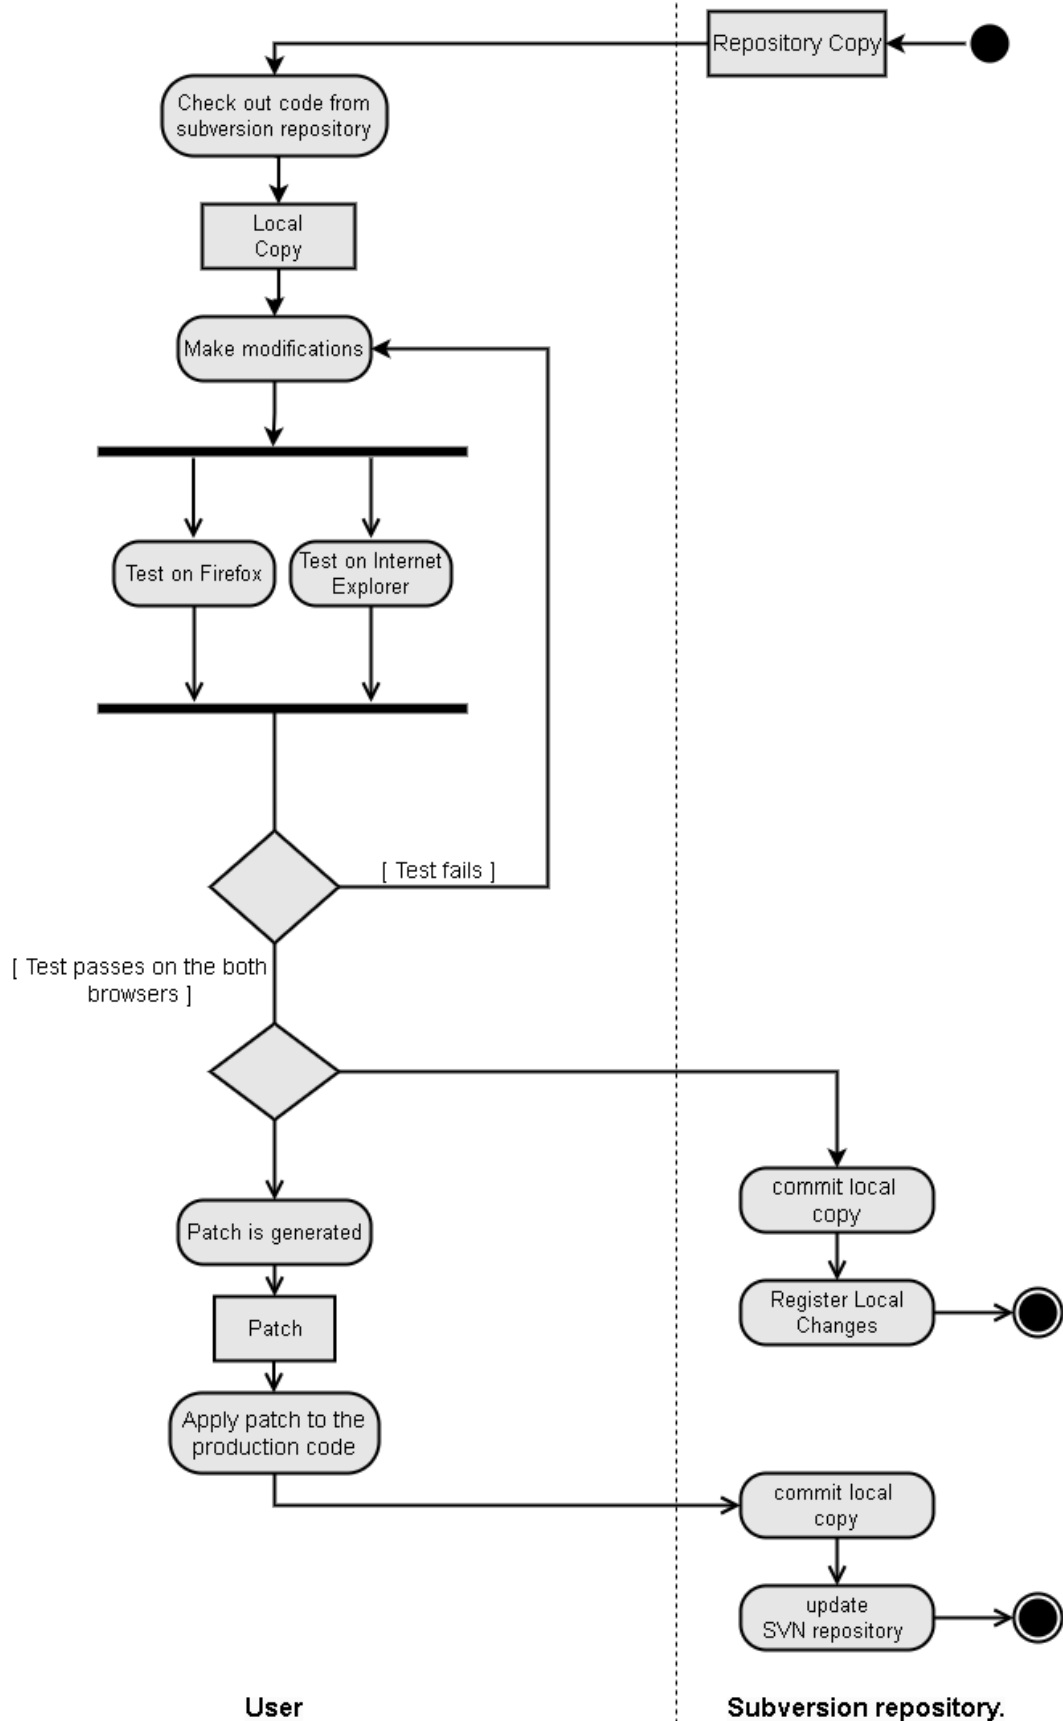 Repository Copy
Check out code from
subversion repository
Local
Copy
Make modifications
Test on Firefox
Test on Internet
Explorer
[ Test fails ]
[ Test passes on the both
browsers ]
commit local
copy
Patch is generated
Register Local
Changes
Patch
Apply patch to the
production code
commit local
copy
update
SVN repository
User
Subversion repository.